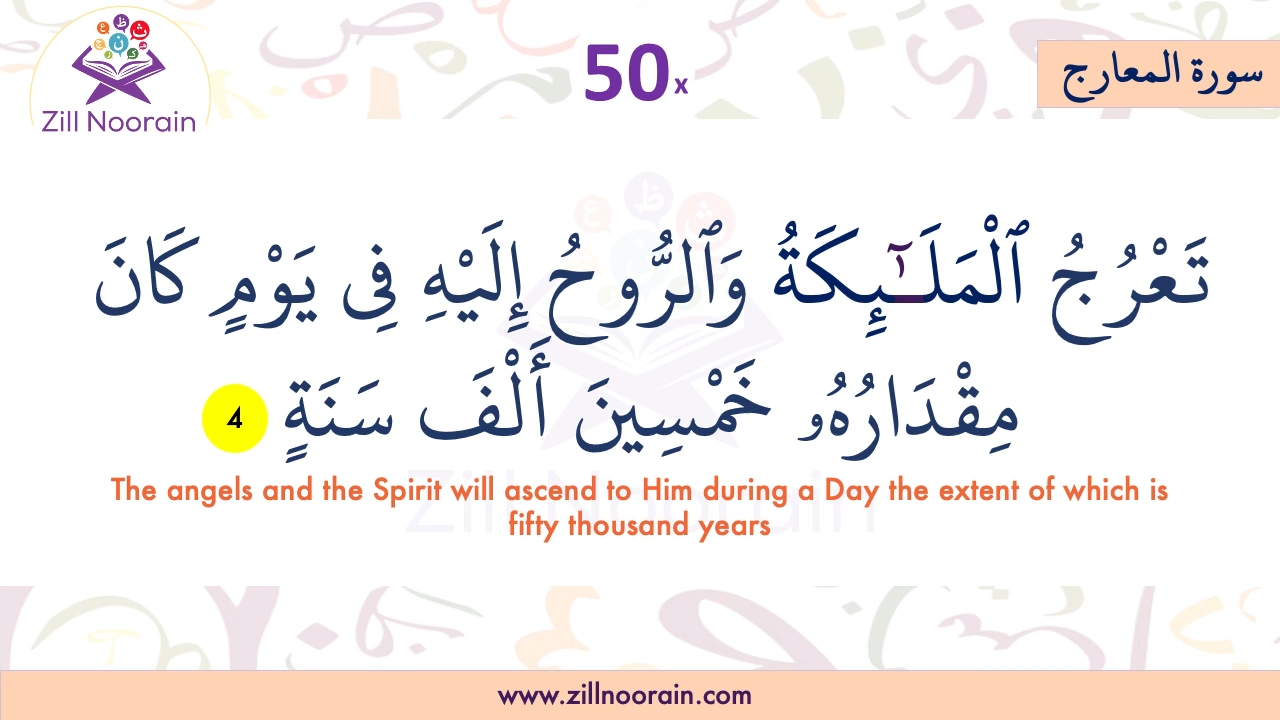 Zill Noorain
50x
سورة المعارج
تَعْرُجُ ٱلْمَلَـٰٓئِكَةُ وَٱلرُّوحُ إِلَيْهِ فِى يَوْمٍ كَانَ
مِقْدَارُهُۥ خَمْسِينَ أَلْفَ سَنَةٍ 4
The angels and the Spirit will ascend to Him during a Day the extent of which is
fifty thousand years
www.zillnoorain.com